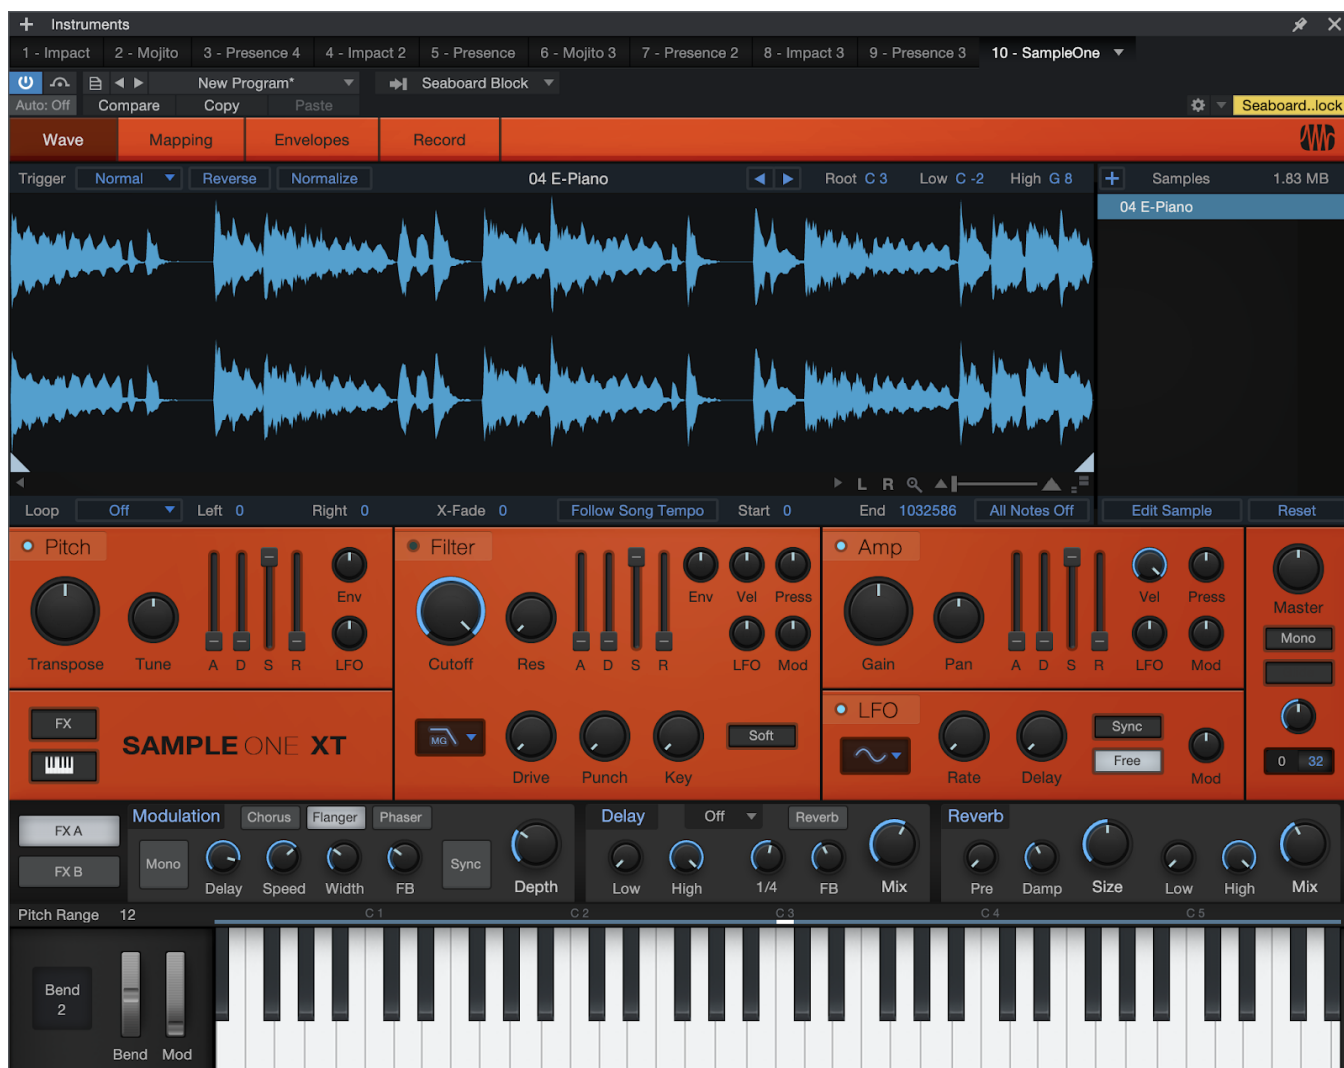 Instruments
1 - Impact 2 - Mojito 3 - Presence 4 4 - Impact 2 5 - Presence 6 - Mojito 3 7 - Presence 2 8 - Impact 3 9 - Presence 3 10 - SampleOne
New Program* Seaboard Block
Auto: Off Compare Copy Paste Seaboard..lock
Wave Mapping Envelopes Record
Trigger Normal Reverse Normalize 04 E-Piano Root C 3 Low C -2 High G 8 Samples 1.83 MB
04 E-Piano
L R
Loop Off Left 0 Right 0 X-Fade 0 Follow Song Tempo Start 0 End 1032586 All Notes Off Edit Sample Reset
Pitch Filter Amp
Env Env Vel Press Vel Press Master
Mono
Transpose Tune A D S R LFO Cutoff Res A D S R LFO Mod Gain Pan A D S R LFO Mod
LFO
FX MG Soft Sync
SAMPLE ONE XT
Free 0 32
Drive Punch Key Rate Delay Mod
FX A Modulation Chorus Flanger Phaser Delay Off Reverb Reverb
FX B Mono Sync
Delay Speed Width FB Depth Low High 1/4 FB Mix Pre Damp Size Low High Mix
Pitch Range 12 C 1 C 2 C 3 C 4 C 5
Bend
2
Bend Mod